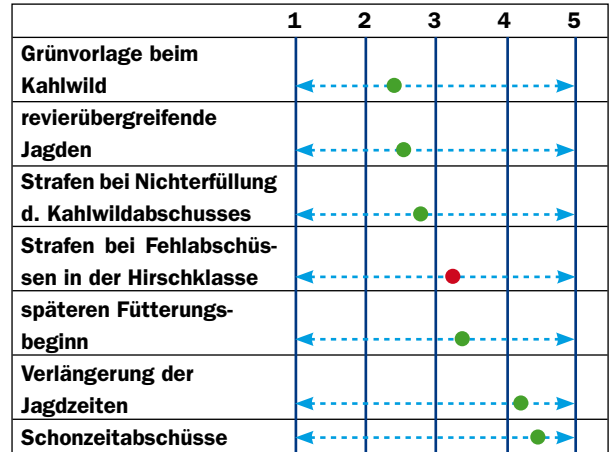 1 2 3 4 5
Grünvorlage beim
Kahlwild
revierübergreifende
Jagden
Strafen bei Nichterfüllung
d. Kahlwildabschusses
Strafen bei Fehlabschüs-
sen in der Hirschklasse
späteren Fütterungs-
beginn
Verlängerung der
Jagdzeiten
Schonzeitabschüsse